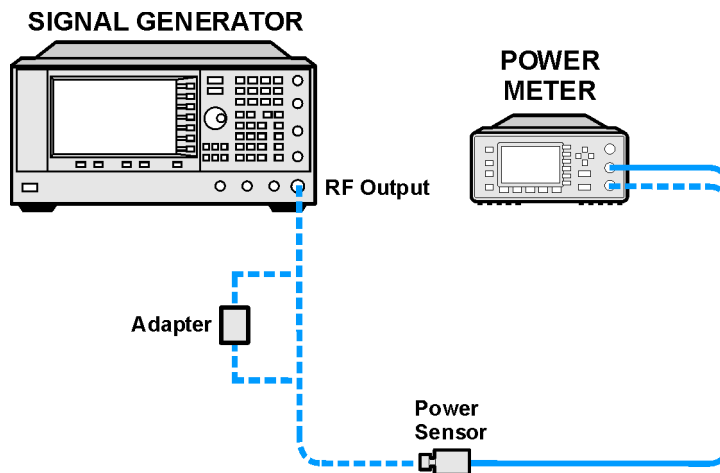 SIGNAL GENERATOR
POWER
METER
RF Output
Adapter
Power
Sensor